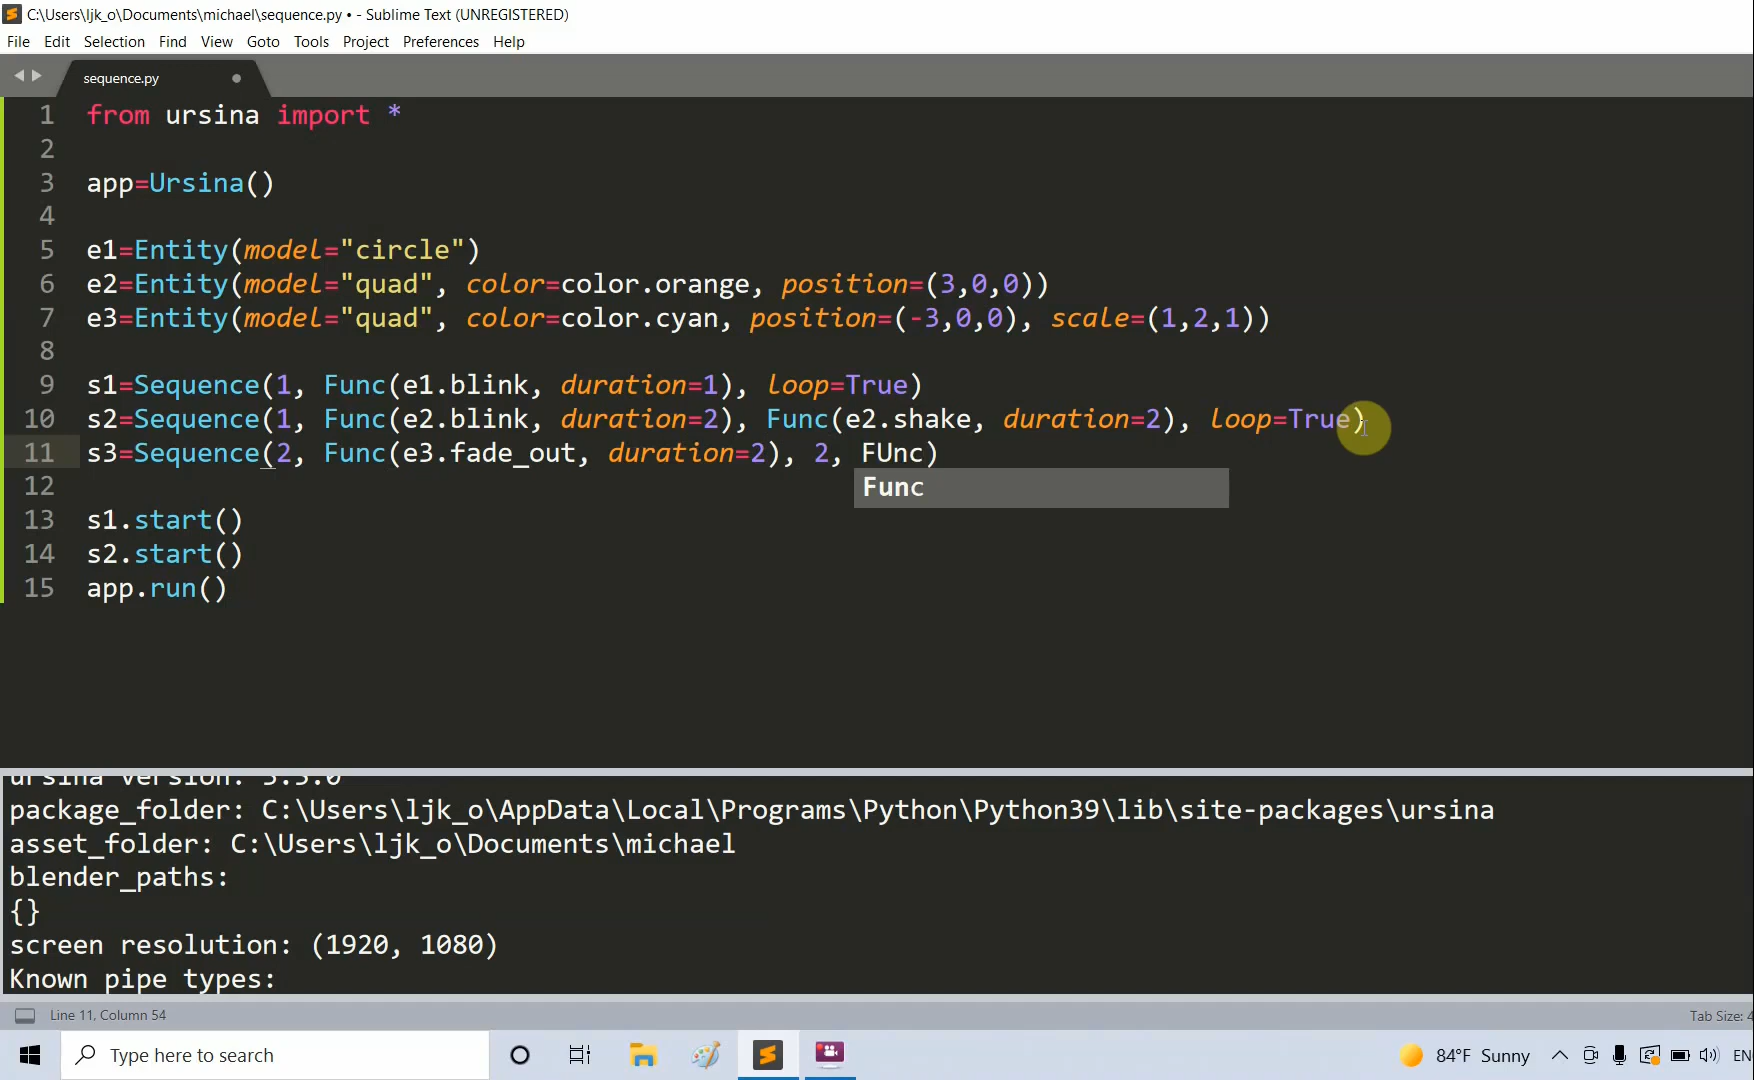 C:\Users\ljk_o\Documents\michael\sequence.py • - Sublime Text (UNREGISTERED)
File Edit Selection Find View Goto Tools Project Preferences Help
sequence.py
1 from ursina import *
2
3 app=Ursina()
4
5 e1=Entity(model="circle")
6 e2=Entity(model="quad", color=color.orange, position=(3,0,0))
7 e3=Entity(model="quad", color=color.cyan, position=(-3,0,0), scale=(1,2,1))
8
9 s1=Sequence(1, Func(e1.blink, duration=1), loop=True)
10 s2=Sequence(1, Func(e2.blink, duration=2), Func(e2.shake, duration=2), loop=True)
11 s3=Sequence(2, Func(e3.fade_out, duration=2), 2, FUnc)
Func
12
13 s1.start()
14 s2.start()
15 app.run()
package_folder: C:\Users\ljk_o\AppData\Local\Programs\Python\Python39\lib\site-packages\ursina
asset_folder: C:\Users\ljk_o\Documents\michael
blender_paths:
{}
screen resolution: (1920, 1080)
Known pipe types:
Line 11, Column 54
Tab Size: 4
Type here to search
84°F Sunny